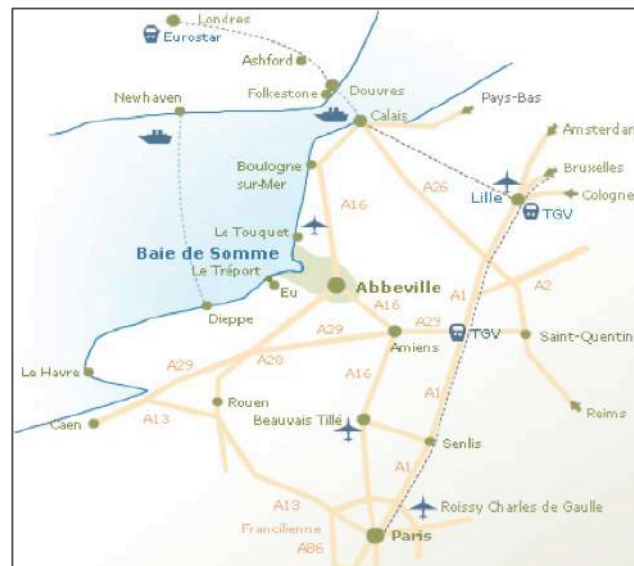 Londres
Eurostar
Ashford
Douvres
Folkestone
Newhaven
Calais
Pays-Bas
Amsterdan
Bruxelles
Cologne
Boulogne
sur-Mer
A26
Lille
TGV
A16
Le Touquet
Baie de Somme
Le Tréport
Eu
Abbeville
A16
A1
A2
Dieppe
A29
A29
TGV
Saint-Quentin
Amiens
Le Havre
A29
A28
A16
A1
Rouen
Beauvais Tillé
Reims
Caen
A13
Senlis
A1
A13
Roissy Charles de Gaulle
Francilienne
Paris
A86